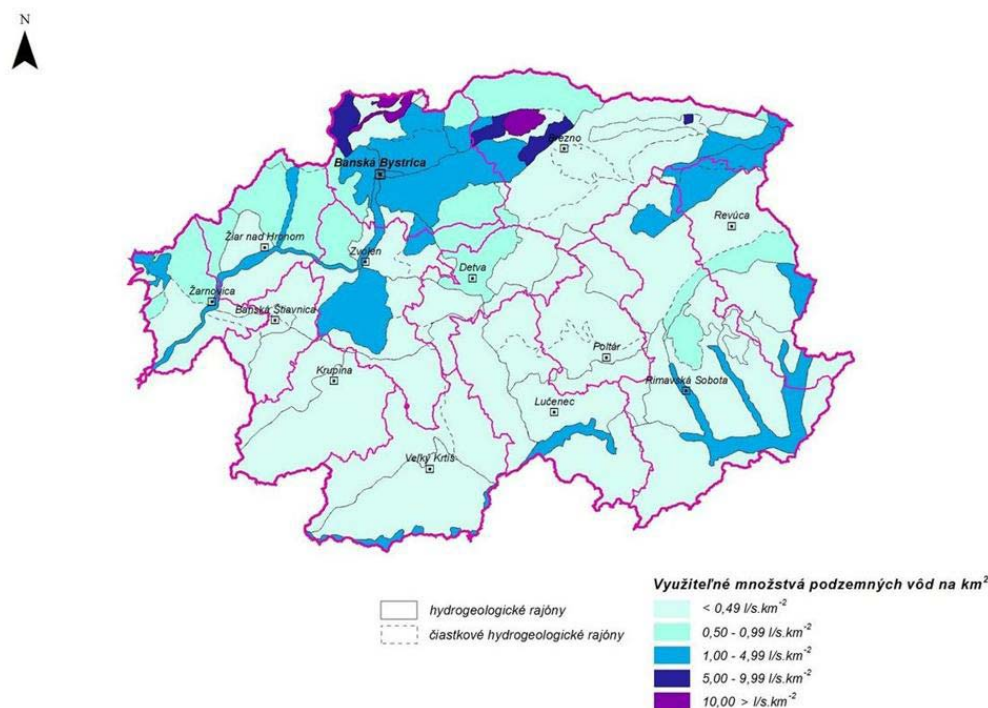 N
Brezno
Banská Bystrica
Revúca
Žiar nad Hronom
Zvolen
Detva
Žarnovica
Banská Štiavnica
Poltár
Krupina
Rimavská Sobota
Lučenec
Veľký Krtíš
Využiteľné množstvá podzemných vôd na km²
hydrogeologické rajóny
čiastkové hydrogeologické rajóny
< 0,49 l/s.km⁻²
0,50 - 0,99 l/s.km⁻²
1,00 - 4,99 l/s.km⁻²
5,00 - 9,99 l/s.km⁻²
10,00 > l/s.km⁻²